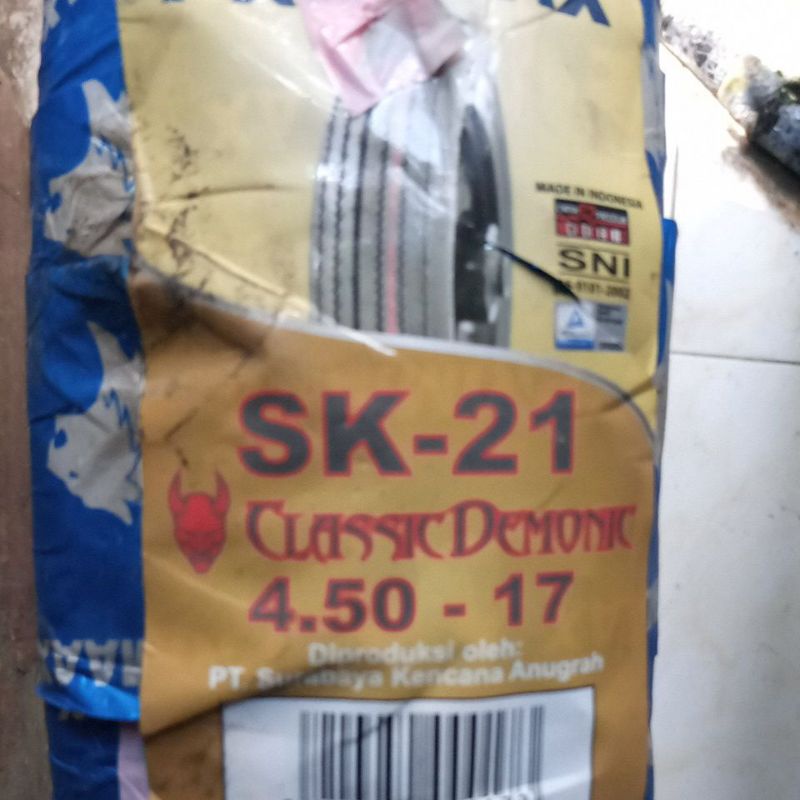 MADE IN INDONESIA
SNI
SK-21
CLASSIC DEMONIC
4.50 - 17
Diproduksi oleh:
PT. Surabaya Kencana Anugrah